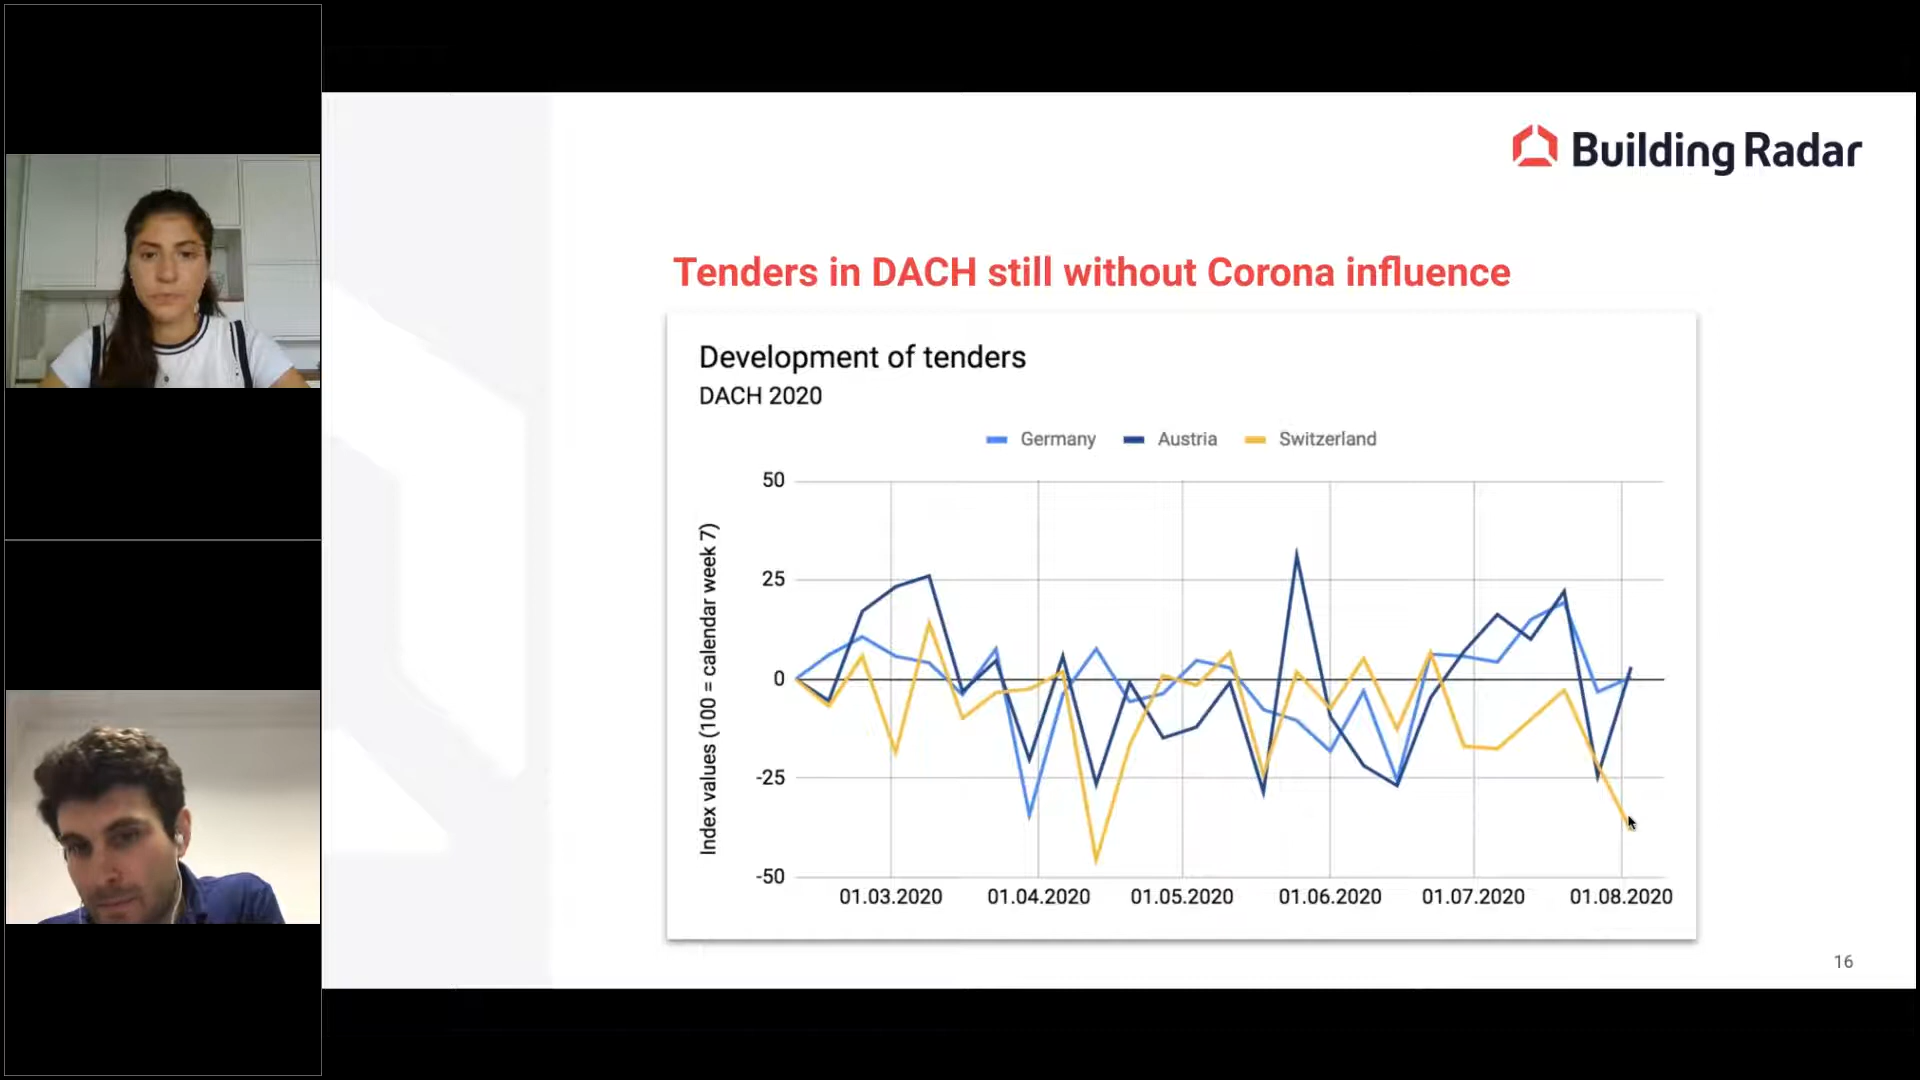 Building Radar
Tenders in DACH still without Corona influence
Development of tenders
DACH 2020
Germany Austria Switzerland
Index values (100 = calendar week 7)
50
25
0
-25
-50
01.03.2020 01.04.2020 01.05.2020 01.06.2020 01.07.2020 01.08.2020
16